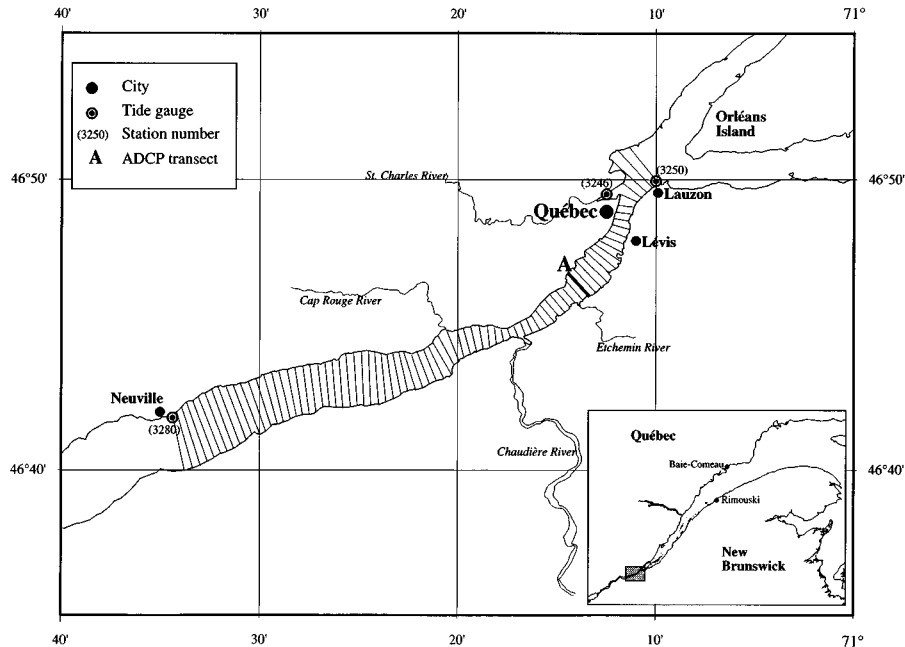 40' 30' 20' 10' 71°
City
Tide gauge
(3250) Station number
A ADCP transect
Orléans
Island
46°50' 46°50'
St. Charles River
(3246)
(3250)
Lauzon
Québec
Lévis
A
Cap Rouge River
Etchemin River
Neuville
(3280)
Chaudière River
46°40' 46°40'
Québec
Baie-Comeau
Rimouski
New
Brunswick
40' 30' 20' 10' 71°